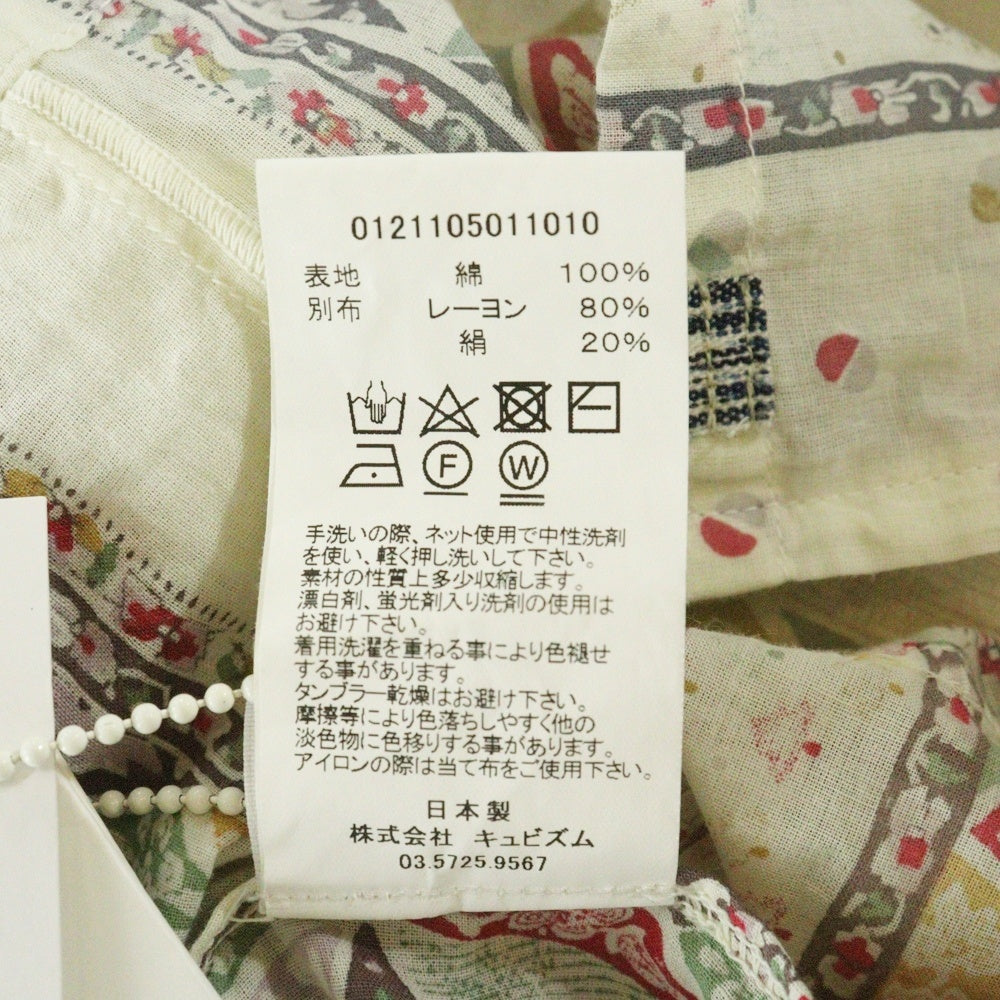 0121105011010
表地 綿 100%
別布 レーヨン 80%
絹 20%
F W
手洗いの際、ネット使用で中性洗剤
を使い、軽く押し洗いして下さい。
素材の性質上多少収縮します。
漂白剤、蛍光剤入り洗剤の使用は
お避け下さい。
着用洗濯を重ねる事により色褪せ
する事があります。
タンブラー乾燥はお避け下さい。
摩擦等により色落ちしやすく他の
淡色物に色移りする事があります。
アイロンの際は当て布をご使用下さい。
日本製
株式会社 キュビズム
03.5725.9567